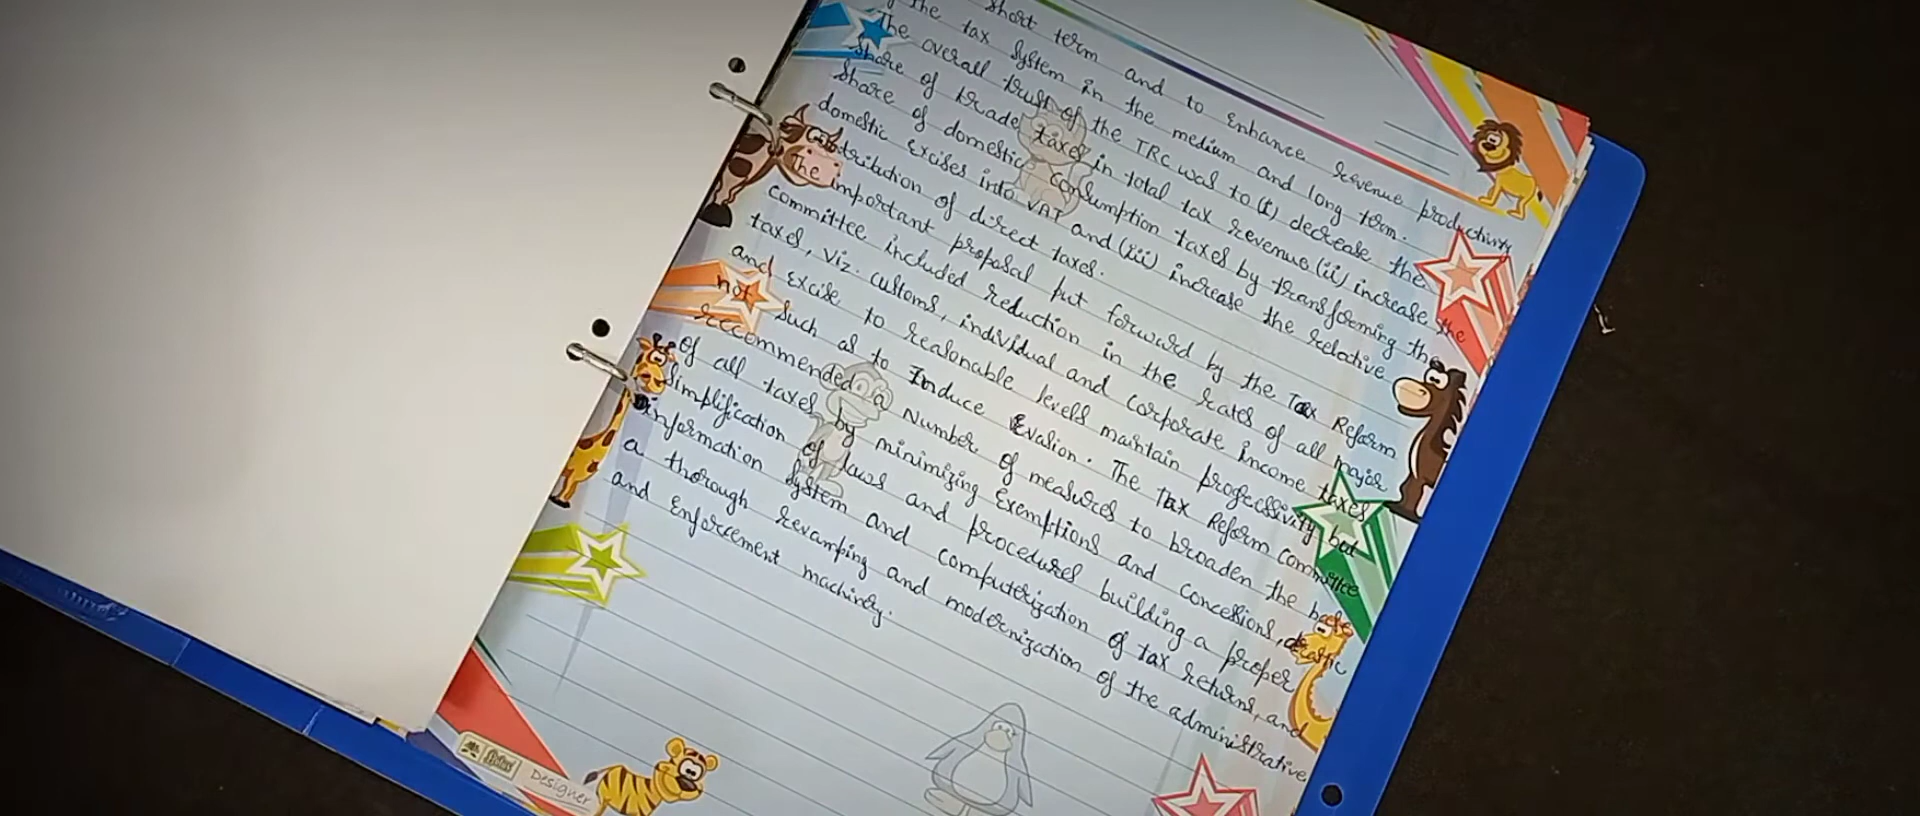 short term and to Enhance revenue productivity
of the tax system in the medium and long term.
The overall trust of the TRC was to (i) decrease the
share of trade taxes in total tax revenue (ii) increase the
share of domestic consumption taxes by transforming the
domestic Excises into VAT and (iii) increase the relative
Contribution of direct taxes.
The important proposal put forward by the Tax Reform
committee included reduction in the rates of all major
taxes, viz. customs, individual and corporate income taxes
and Excise to reasonable levels maintain progressivity but
not such as to Induce Evasion. The Tax Reform committee
recommended a Number of measures to broaden the base
of all taxes by minimizing Exemptions and concessions, drastic
simplification of laws and procedures building a proper
information system and computerization of tax returns, and
a thorough revamping and modernization of the administrative
and Enforcement machinery.
Designer